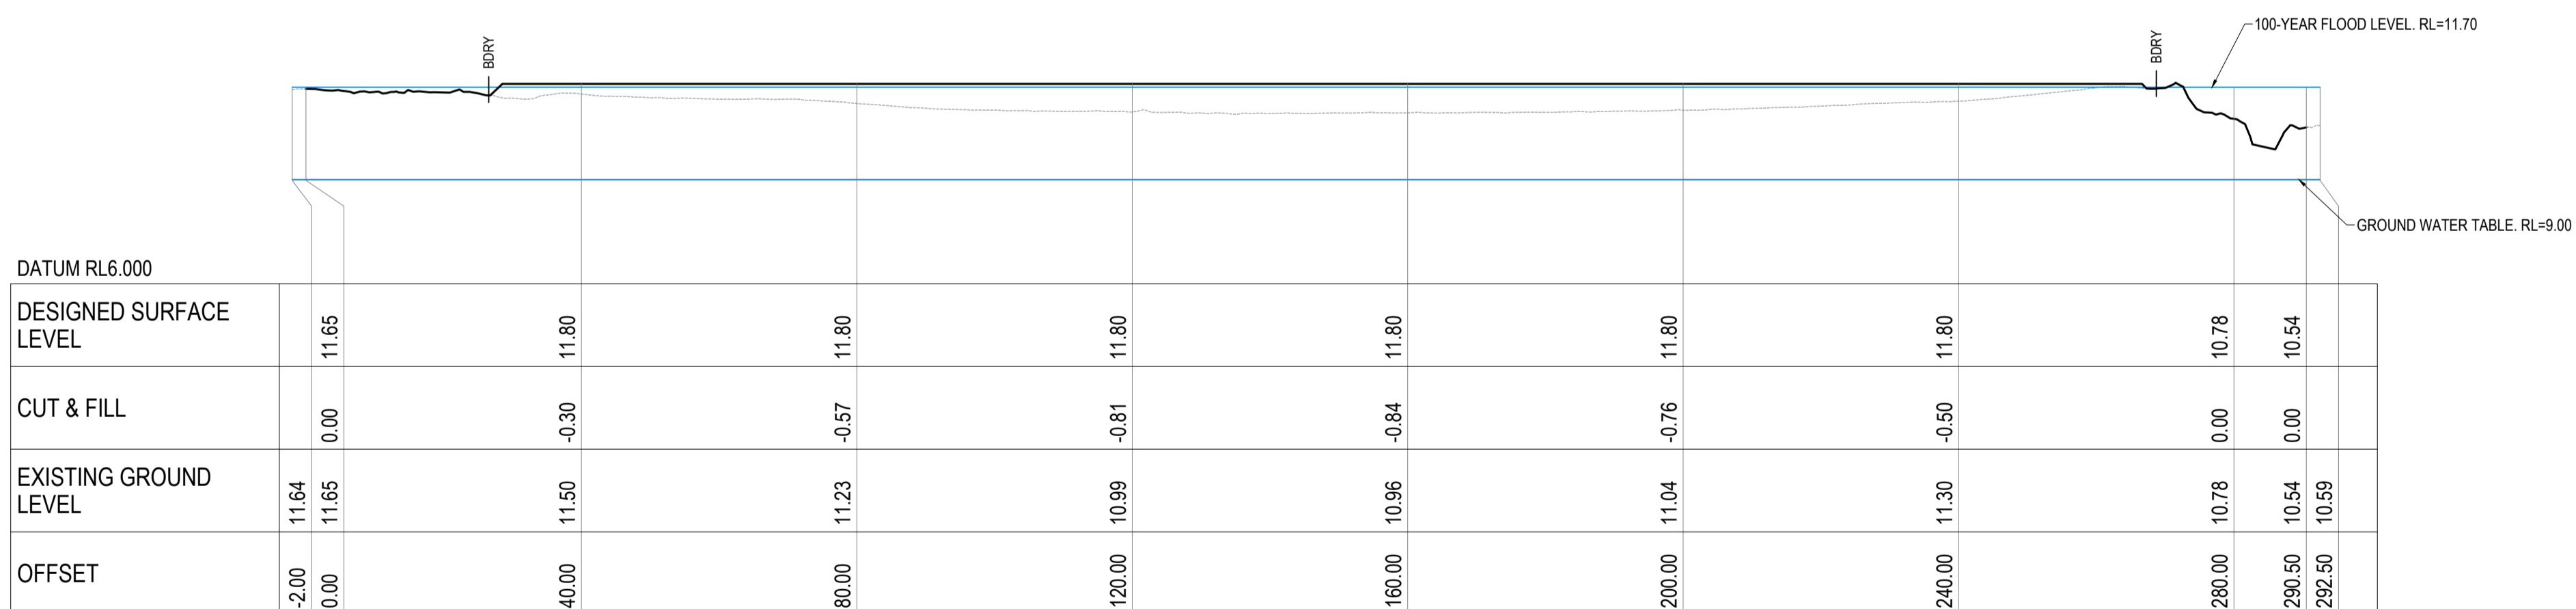 100-YEAR FLOOD LEVEL. RL=11.70
BDRY
BDRY
GROUND WATER TABLE. RL=9.00
DATUM RL6.000
DESIGNED SURFACE
LEVEL
11.65 11.80 11.80 11.80 11.80 11.80 11.80 10.78 10.54
CUT & FILL
0.00 -0.30 -0.57 -0.81 -0.84 -0.76 -0.50 0.00 0.00
EXISTING GROUND
LEVEL
11.64 11.65 11.50 11.23 10.99 10.96 11.04 11.30 10.78 10.54 10.59
OFFSET
-2.00 0.00 40.00 80.00 120.00 160.00 200.00 240.00 280.00 290.50 292.50